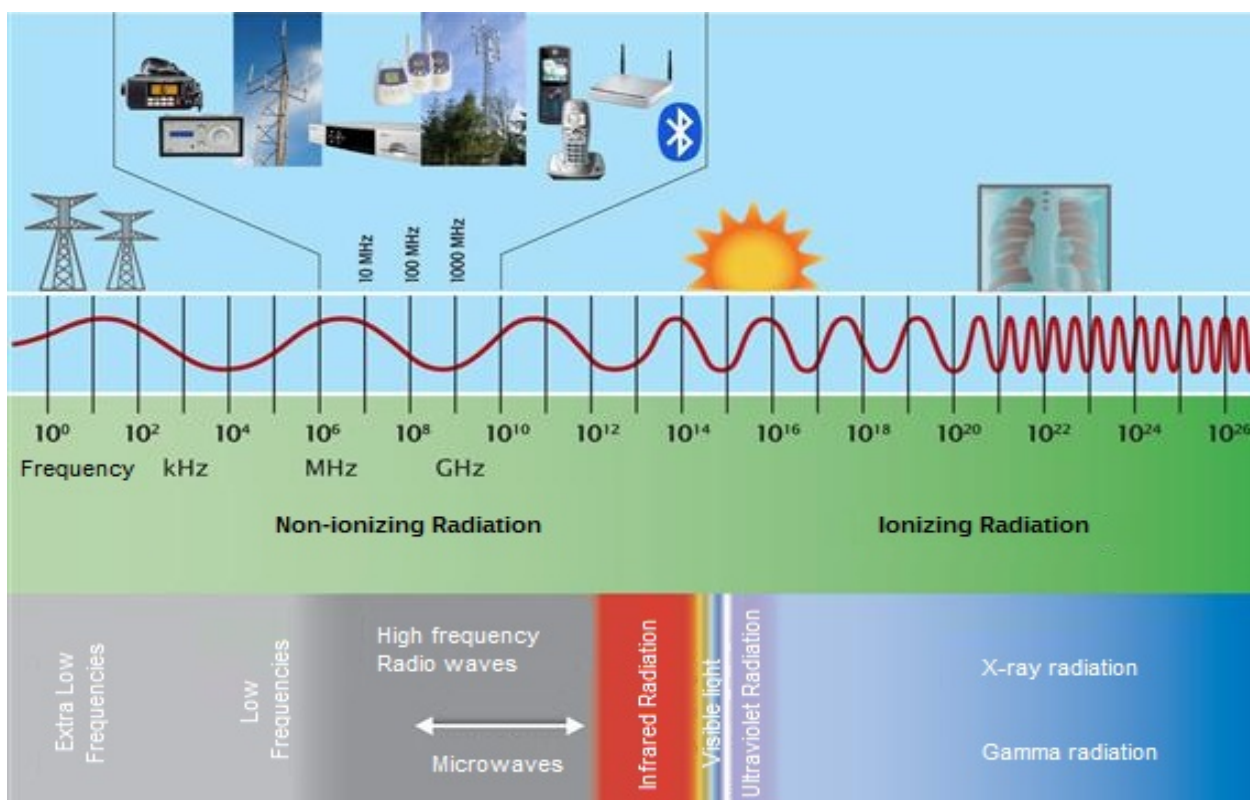 10 MHz
100 MHz
1000 MHz
10⁰ 10² 10⁴ 10⁶ 10⁸ 10¹⁰ 10¹² 10¹⁴ 10¹⁶ 10¹⁸ 10²⁰ 10²² 10²⁴ 10²⁶
Frequency kHz MHz GHz
Non-ionizing Radiation Ionizing Radiation
Extra Low
Frequencies
Low
Frequencies
High frequency
Radio waves
Microwaves
Infrared Radiation
Visible light
Ultraviolet Radiation
X-ray radiation
Gamma radiation